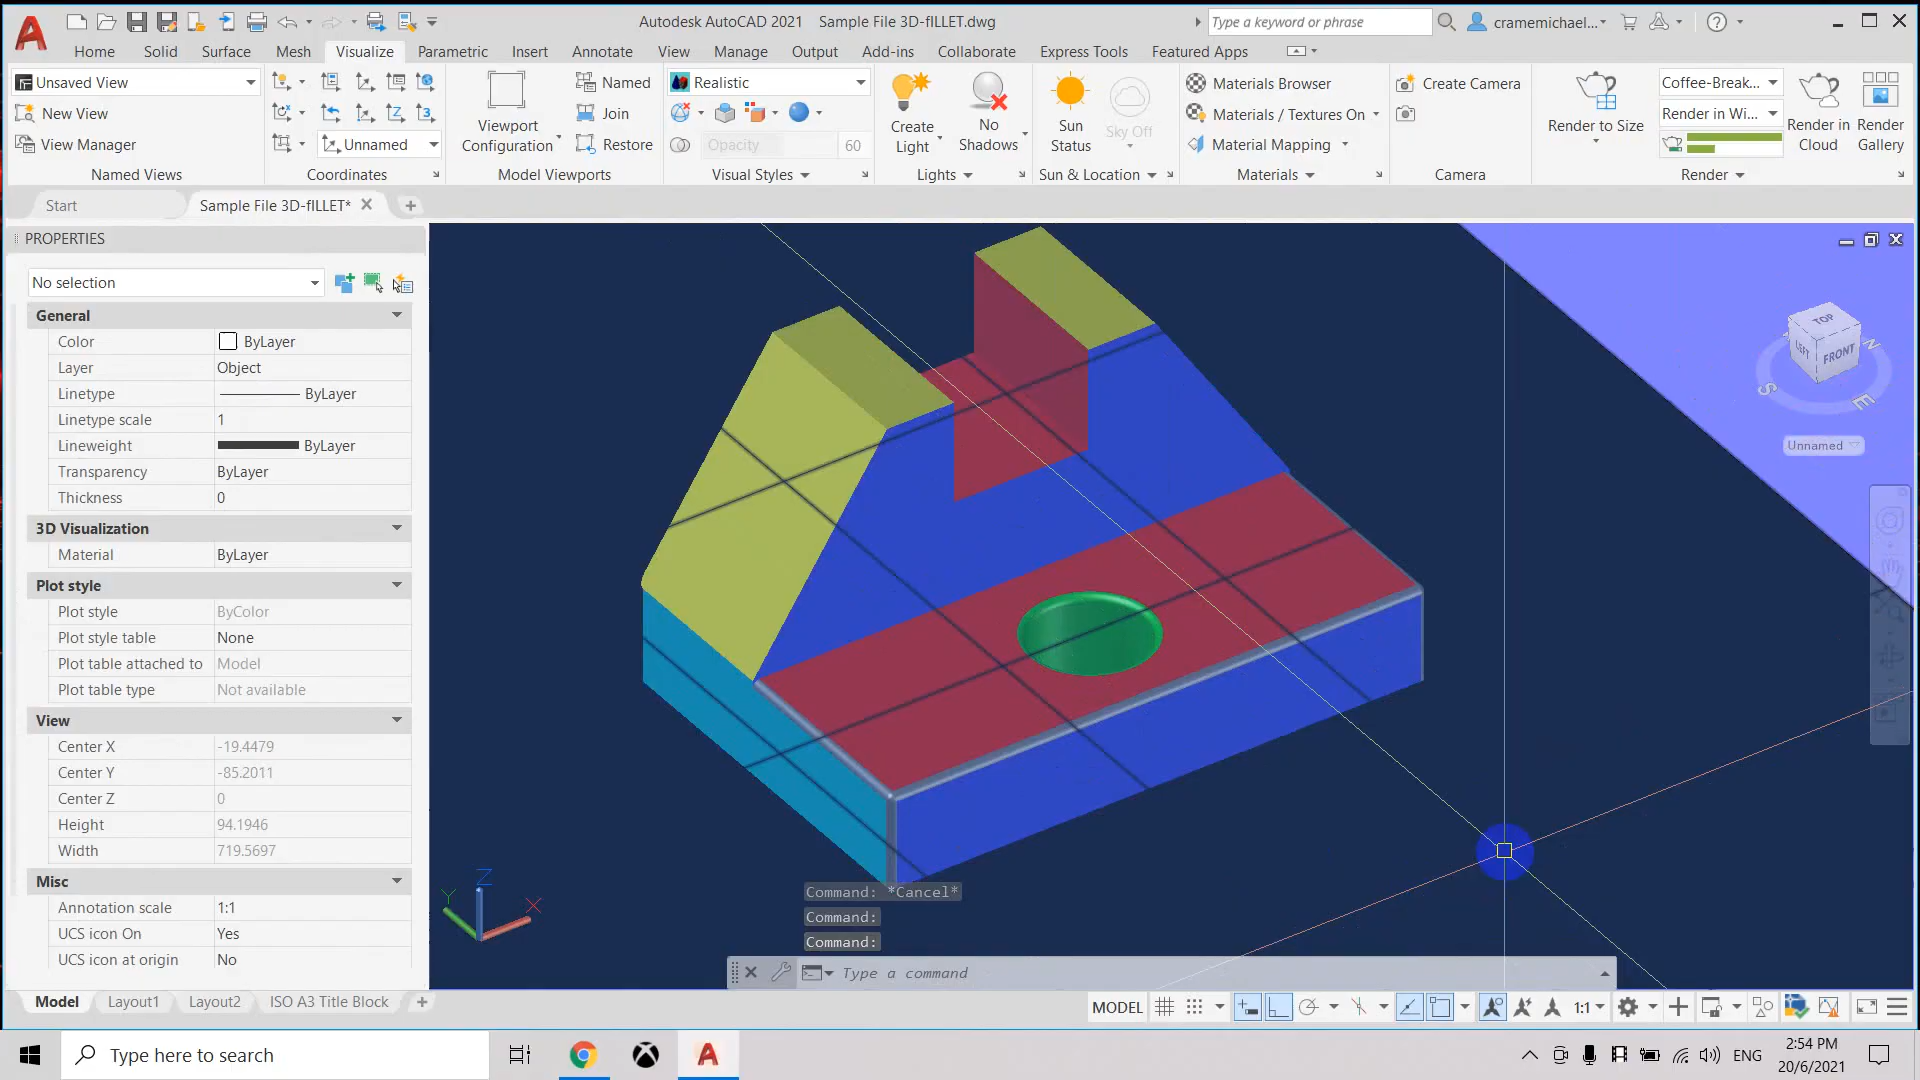 Autodesk AutoCAD 2021 Sample File 3D-fILLET.dwg
Type a keyword or phrase
cramemichael...
Home Solid Surface Mesh Visualize Parametric Insert Annotate View Manage Output Add-ins Collaborate Express Tools Featured Apps
Unsaved View
New View
View Manager
Named Views
Unnamed
Coordinates
Viewport
Configuration
Named
Join
Restore
Model Viewports
Realistic
Opacity 60
Visual Styles
Create
Light
No
Shadows
Lights
Sun
Status
Sky Off
Sun & Location
Materials Browser
Materials / Textures On
Material Mapping
Materials
Create Camera
Camera
Render to Size
Coffee-Break...
Render in Wi...
Render in
Cloud
Render
Gallery
Render
Start
Sample File 3D-fILLET*
PROPERTIES
No selection
General
Color ByLayer
Layer Object
Linetype ByLayer
Linetype scale 1
Lineweight ByLayer
Transparency ByLayer
Thickness 0
3D Visualization
Material ByLayer
Plot style
Plot style ByColor
Plot style table None
Plot table attached to Model
Plot table type Not available
View
Center X -19.4479
Center Y -85.2011
Center Z 0
Height 94.1946
Width 719.5697
Misc
Annotation scale 1:1
UCS icon On Yes
UCS icon at origin No
TOP
LEFT
FRONT
N
S
E
Unnamed
Z
Y
X
Command: *Cancel*
Command:
Command:
Type a command
Model Layout1 Layout2 ISO A3 Title Block
MODEL
1:1
Type here to search
ENG
2:54 PM
20/6/2021